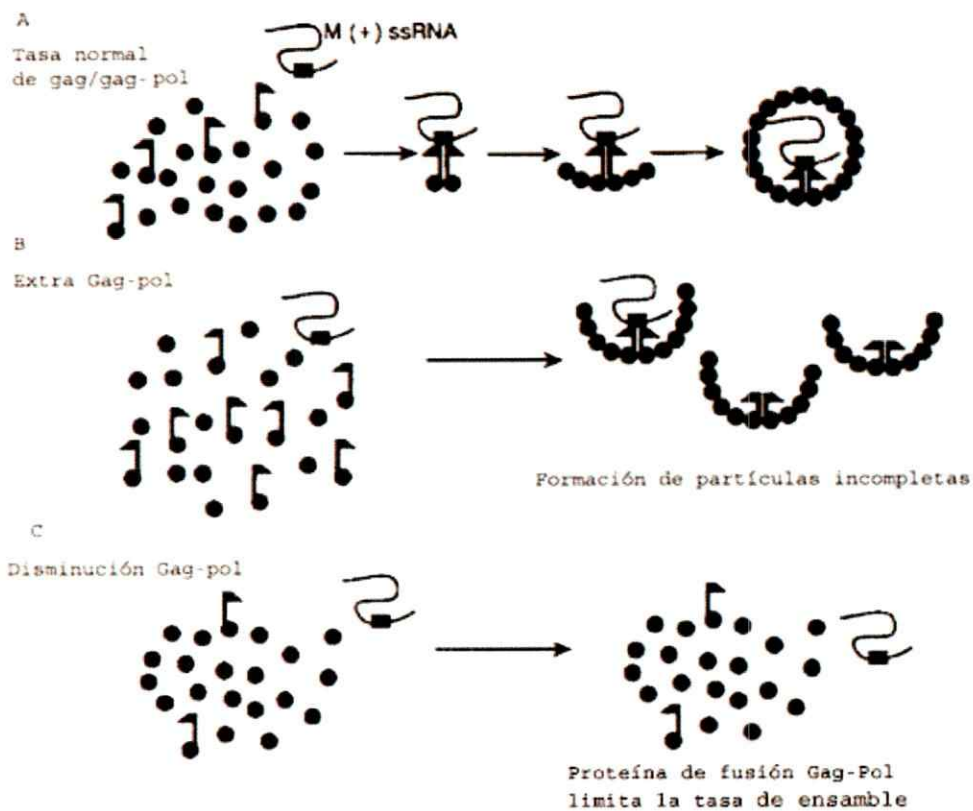 A
M (+) ssRNA
Tasa normal
de gag/gag-pol
B
Extra Gag-pol
Formación de partículas incompletas
C
Disminución Gag-pol
Proteína de fusión Gag-Pol
limita la tasa de ensamble